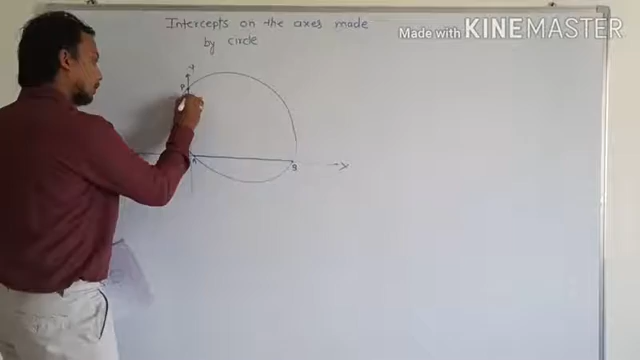 Made with KINEMASTER
Intercepts on the axes made
by circle
Y
P
A
B
X